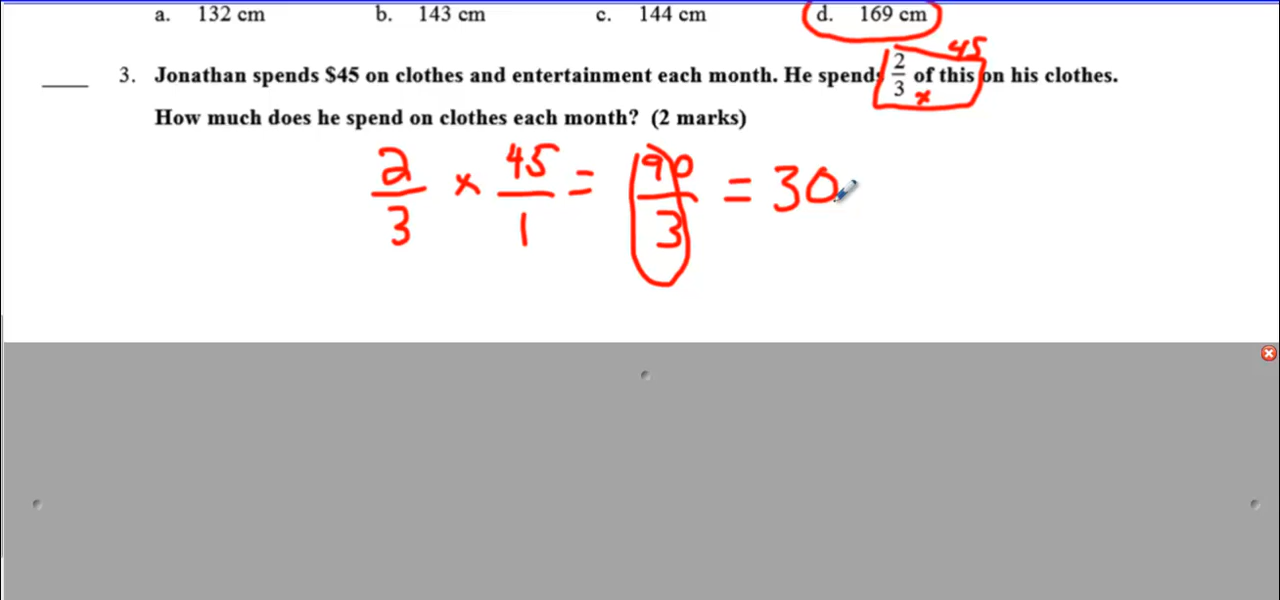 a. 132 cm b. 143 cm c. 144 cm d. 169 cm
45
____ 3. Jonathan spends $45 on clothes and entertainment each month. He spends 2/3 of this on his clothes.
x
How much does he spend on clothes each month? (2 marks)
2/3 x 45/1 = 90/3 = 30